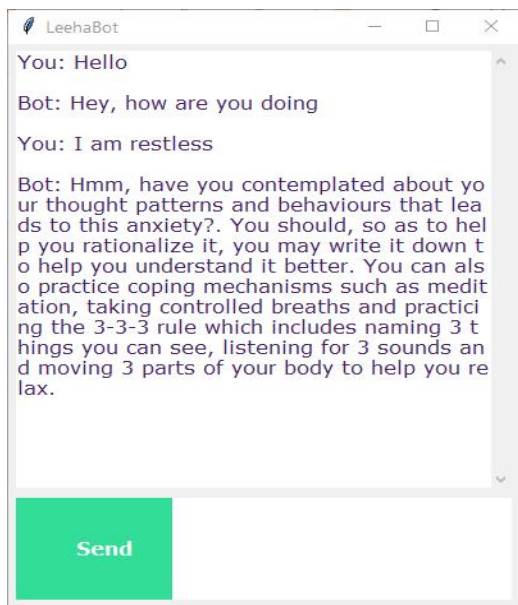 LeehaBot
You: Hello
Bot: Hey, how are you doing
You: I am restless
Bot: Hmm, have you contemplated about yo
ur thought patterns and behaviours that lea
ds to this anxiety?. You should, so as to hel
p you rationalize it, you may write it down t
o help you understand it better. You can als
o practice coping mechanisms such as medit
ation, taking controlled breaths and practici
ng the 3-3-3 rule which includes naming 3 t
hings you can see, listening for 3 sounds an
d moving 3 parts of your body to help you re
lax.
Send